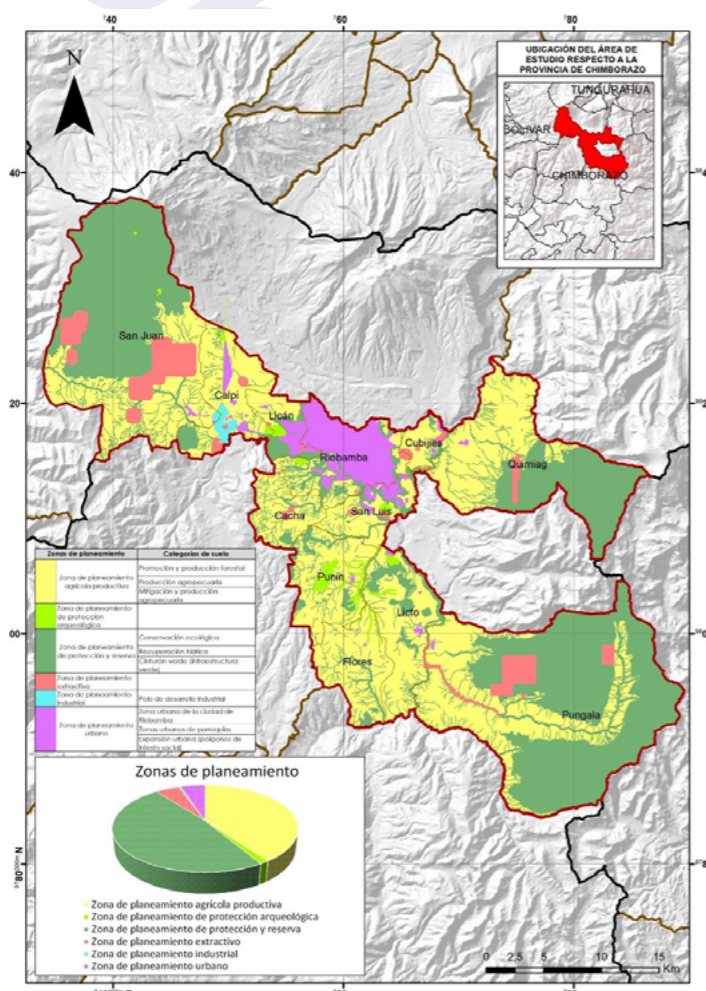 ⁷40
⁷60
⁷80
N
UBICACIÓN DEL ÁREA DE
ESTUDIO RESPECTO A LA
PROVINCIA DE CHIMBORAZO
TUNGURAHUA
BOLIVAR
CHIMBORAZO
40
San Juan
20
Calpi
Licán
Riobamba
Cubijíes
Quimiag
Cacha
San Luis
Punín
Licto
00
Flores
Pungala
Zonas de planeamiento
Categorías de suelo
Zona de planeamiento
agrícola productiva
Promoción y producción forestal
Producción agropecuaria
Mitigación y producción
agropecuaria
Zona de planeamiento
de protección
arqueológica
Zona de planeamiento
de protección y reserva
Conservación ecológica
Recuperación hídrica
Cinturón verde (infraestructura
verde)
Zona de planeamiento
extractivo
Zona de planeamiento
industrial
Polo de desarrollo industrial
Zona de planeamiento
urbano
Zona urbana de la ciudad de
Riobamba
Zonas urbanas de parroquias
Expansión urbana (polígonos de
interés social)
Zonas de planeamiento
Zona de planeamiento agrícola productiva
Zona de planeamiento de protección arqueológica
Zona de planeamiento de protección y reserva
Zona de planeamiento extractivo
Zona de planeamiento industrial
Zona de planeamiento urbano
0 2,5 5 10 15
Km